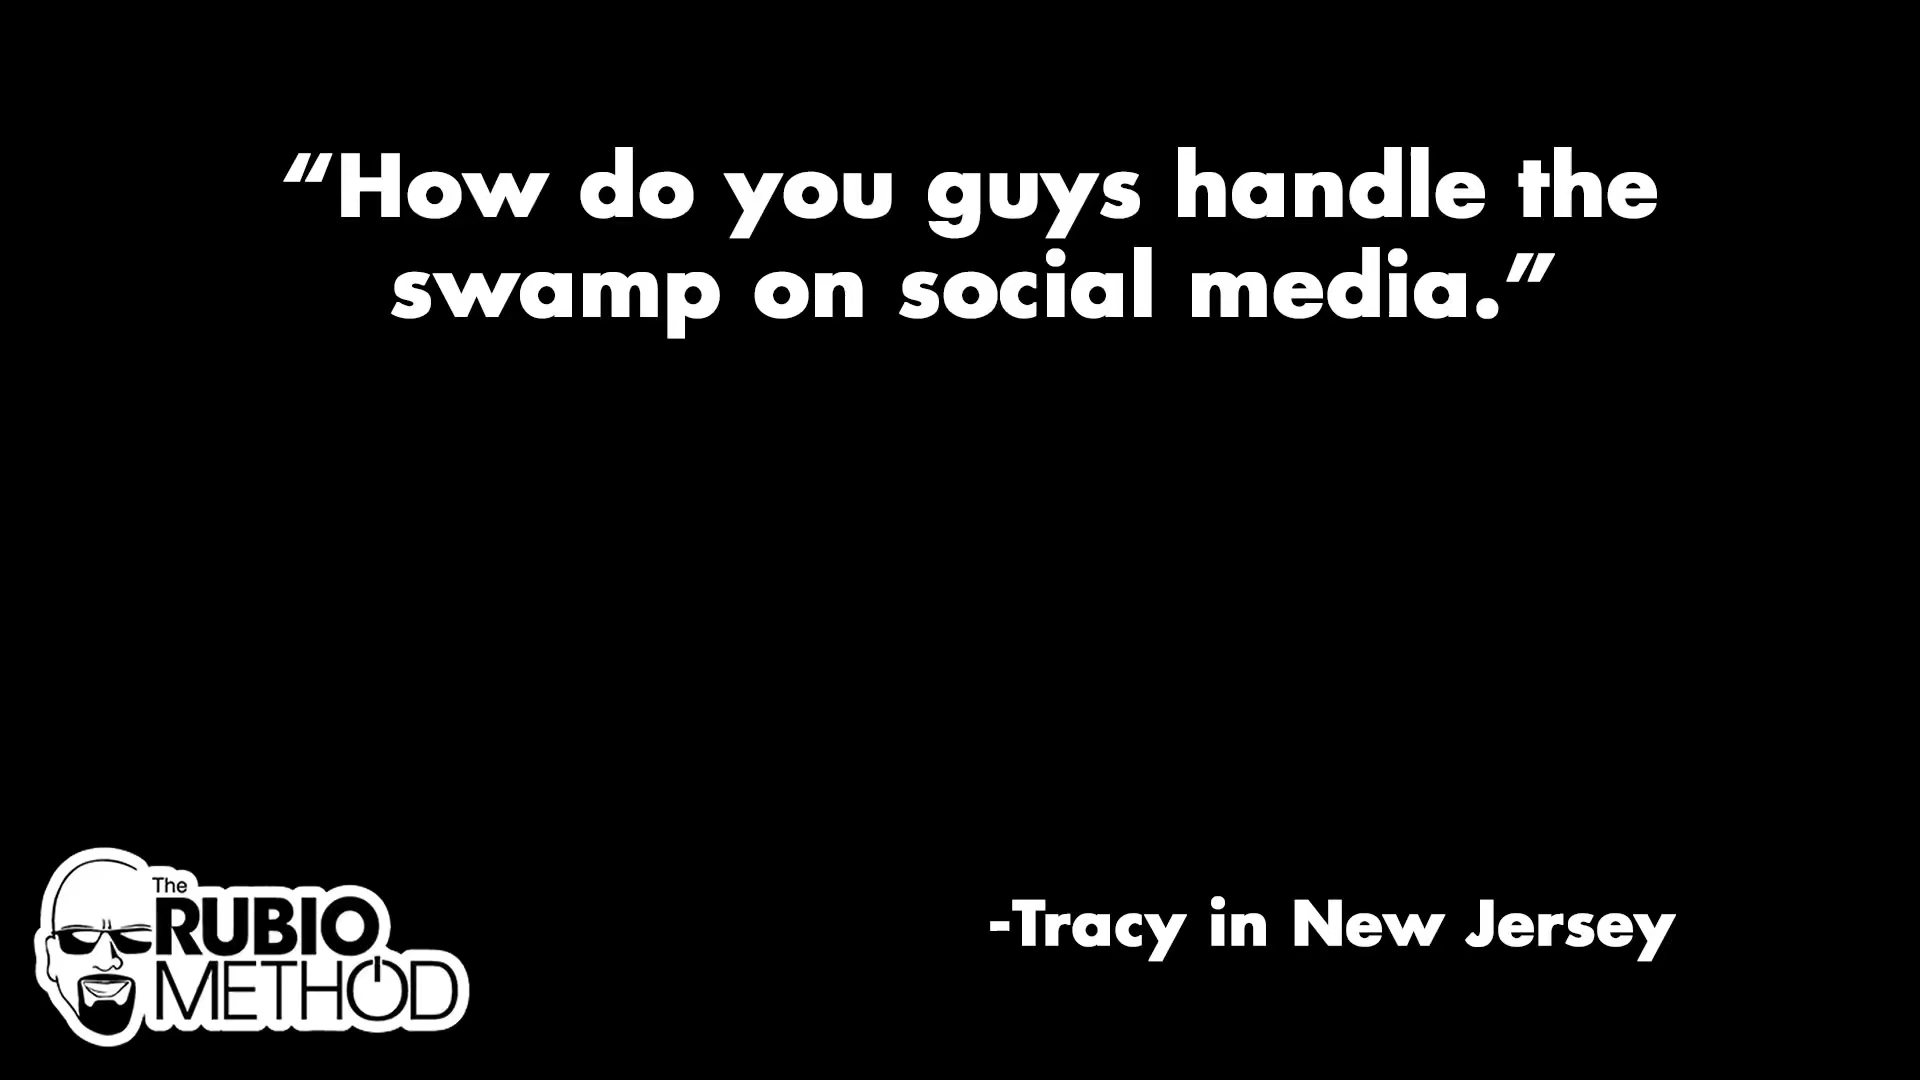 “How do you guys handle the
swamp on social media.”
-Tracy in New Jersey
The
RUBIO
METHOD